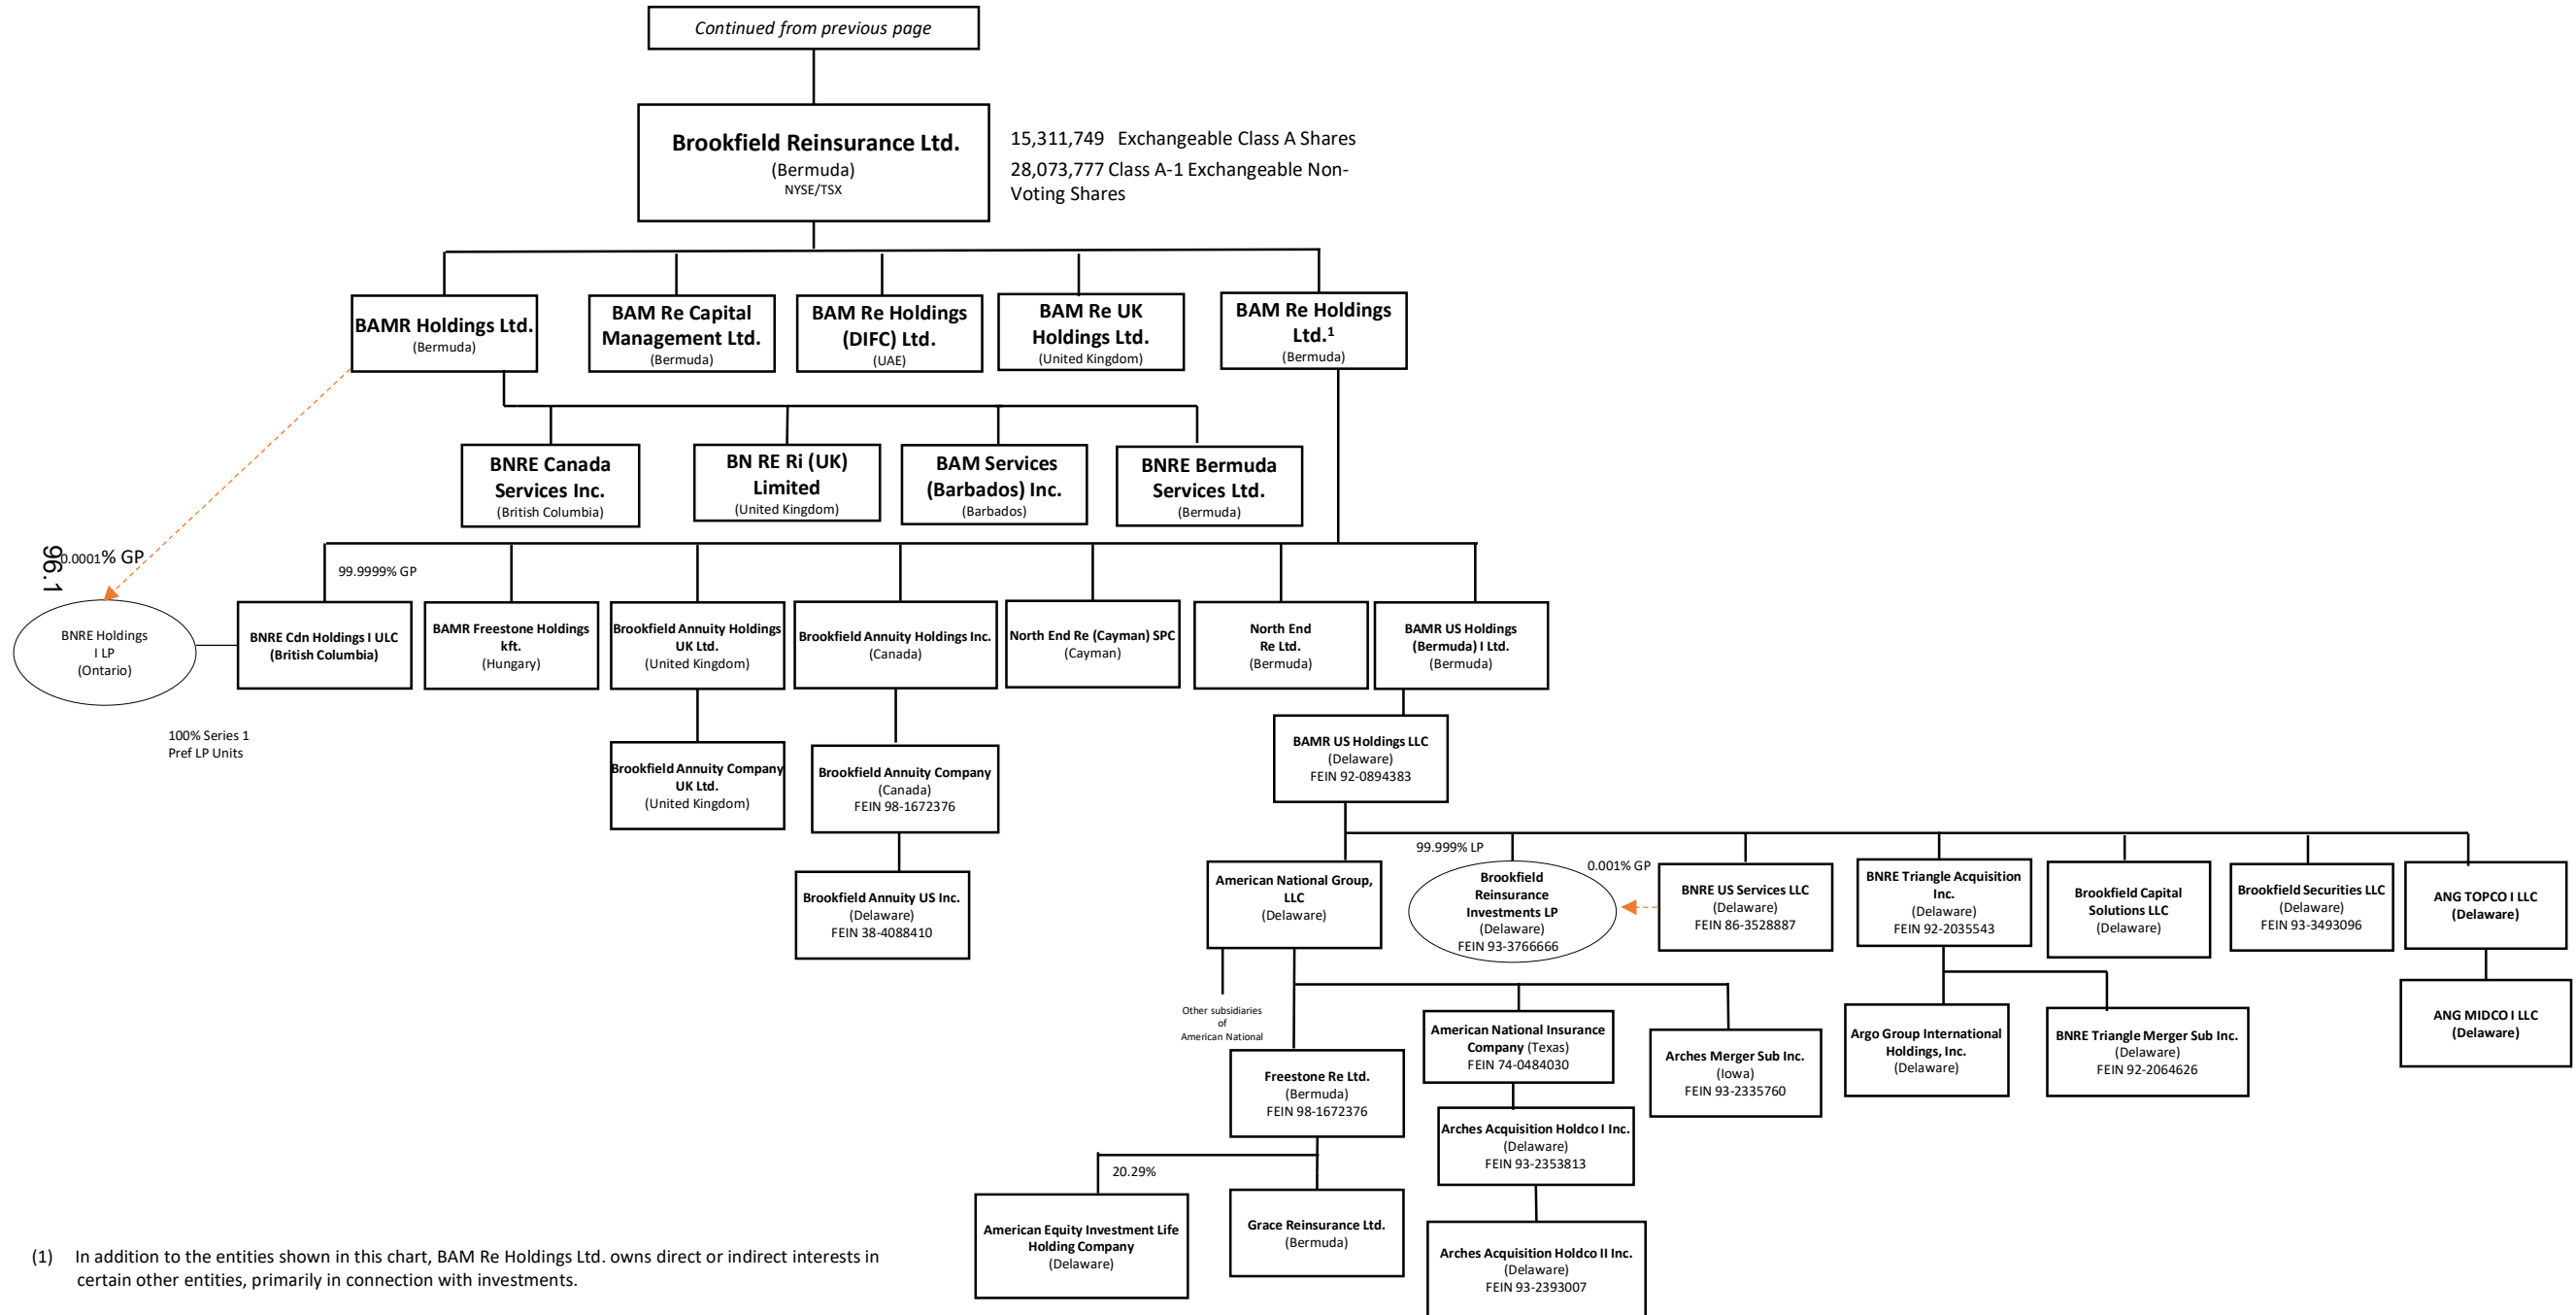 Continued from previous page
Brookfield Reinsurance Ltd.
(Bermuda)
NYSE/TSX
15,311,749 Exchangeable Class A Shares
28,073,777 Class A-1 Exchangeable Non-
Voting Shares
BAMR Holdings Ltd.
(Bermuda)
BAM Re Capital
Management Ltd.
(Bermuda)
BAM Re Holdings
(DIFC) Ltd.
(UAE)
BAM Re UK
Holdings Ltd.
(United Kingdom)
BAM Re Holdings
Ltd.1
(Bermuda)
BNRE Canada
Services Inc.
(British Columbia)
BN RE Ri (UK)
Limited
(United Kingdom)
BAM Services
(Barbados) Inc.
(Barbados)
BNRE Bermuda
Services Ltd.
(Bermuda)
96.1
0.0001% GP
99.9999% GP
BNRE Holdings
I LP
(Ontario)
BNRE Cdn Holdings I ULC
(British Columbia)
BAMR Freestone Holdings
kft.
(Hungary)
Brookfield Annuity Holdings
UK Ltd.
(United Kingdom)
Brookfield Annuity Holdings Inc.
(Canada)
North End Re (Cayman) SPC
(Cayman)
North End
Re Ltd.
(Bermuda)
BAMR US Holdings
(Bermuda) I Ltd.
(Bermuda)
100% Series 1
Pref LP Units
Brookfield Annuity Company
UK Ltd.
(United Kingdom)
Brookfield Annuity Company
(Canada)
FEIN 98-1672376
BAMR US Holdings LLC
(Delaware)
FEIN 92-0894383
Brookfield Annuity US Inc.
(Delaware)
FEIN 38-4088410
American National Group,
LLC
(Delaware)
99.999% LP
Brookfield
Reinsurance
Investments LP
(Delaware)
FEIN 93-3766666
0.001% GP
BNRE US Services LLC
(Delaware)
FEIN 86-3528887
BNRE Triangle Acquisition
Inc.
(Delaware)
FEIN 92-2035543
Brookfield Capital
Solutions LLC
(Delaware)
Brookfield Securities LLC
(Delaware)
FEIN 93-3493096
ANG TOPCO I LLC
(Delaware)
Other subsidiaries
of
American National
Freestone Re Ltd.
(Bermuda)
FEIN 98-1672376
American National Insurance
Company (Texas)
FEIN 74-0484030
Arches Merger Sub Inc.
(Iowa)
FEIN 93-2335760
Argo Group International
Holdings, Inc.
(Delaware)
BNRE Triangle Merger Sub Inc.
(Delaware)
FEIN 92-2064626
ANG MIDCO I LLC
(Delaware)
Arches Acquisition Holdco I Inc.
(Delaware)
FEIN 93-2353813
20.29%
American Equity Investment Life
Holding Company
(Delaware)
Grace Reinsurance Ltd.
(Bermuda)
Arches Acquisition Holdco II Inc.
(Delaware)
FEIN 93-2393007
(1) In addition to the entities shown in this chart, BAM Re Holdings Ltd. owns direct or indirect interests in
certain other entities, primarily in connection with investments.